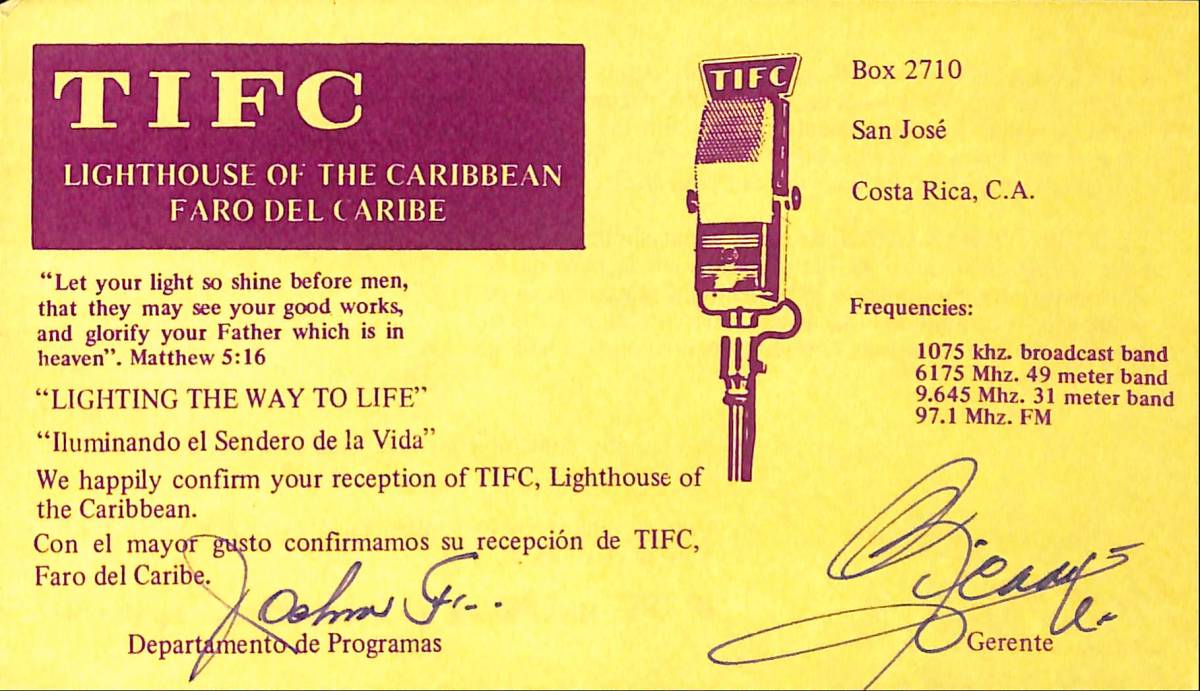 TIFC
LIGHTHOUSE OF THE CARIBBEAN
FARO DEL CARIBE
"Let your light so shine before men,
that they may see your good works,
and glorify your Father which is in
heaven". Matthew 5:16
"LIGHTING THE WAY TO LIFE"
"Iluminando el Sendero de la Vida"
We happily confirm your reception of TIFC, Lighthouse of
the Caribbean.
Con el mayor gusto confirmamos su recepción de TIFC,
Faro del Caribe.
Departamento de Programas
TIFC
Box 2710
San José
Costa Rica, C.A.
Frequencies:
1075 khz. broadcast band
6175 Mhz. 49 meter band
9.645 Mhz. 31 meter band
97.1 Mhz. FM
Gerente